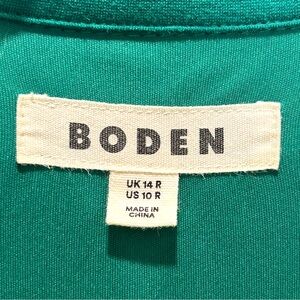 BODEN
UK 14 R
US 10 R
MADE IN
CHINA